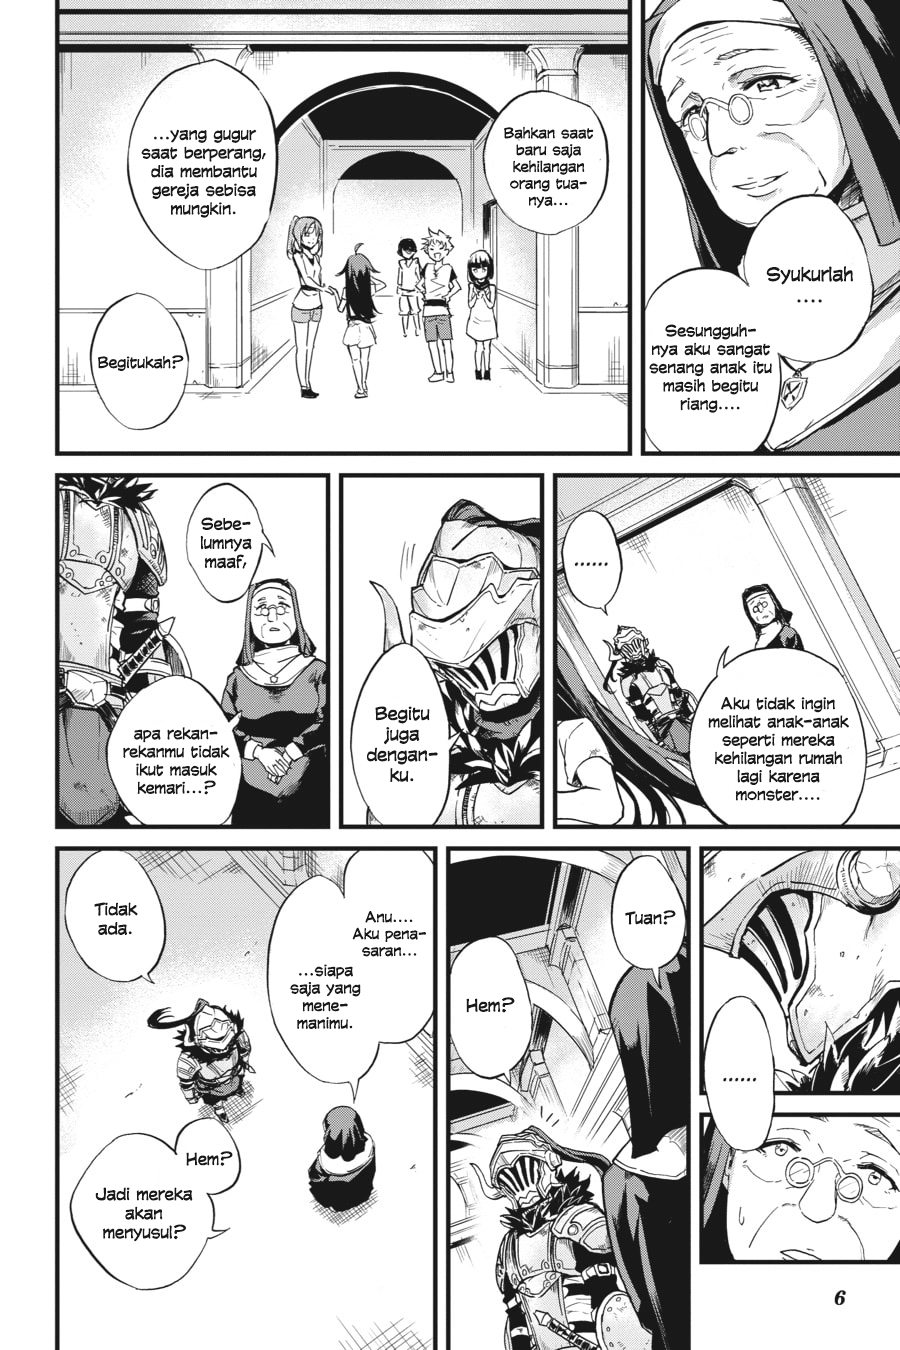 Syukurlah
....
Sesungguh-
nya aku sangat
senang anak itu
masih begitu
riang....
Bahkan saat
baru saja
kehilangan
orang tua-
nya...
...yang gugur
saat berperang,
dia membantu
gereja sebisa
mungkin.
Begitukah?
......
Aku tidak ingin
melihat anak-anak
seperti mereka
kehilangan rumah
lagi karena
monster....
Begitu
juga
dengan-
ku.
Sebe-
lumnya
maaf,
apa rekan-
rekanmu tidak
ikut masuk
kemari...?
......
Tuan?
Hem?
Anu....
Aku pena-
saran...
...siapa
saja yang
mene-
manimu.
Tidak
ada.
Hem?
Jadi mereka
akan
menyusul?
6